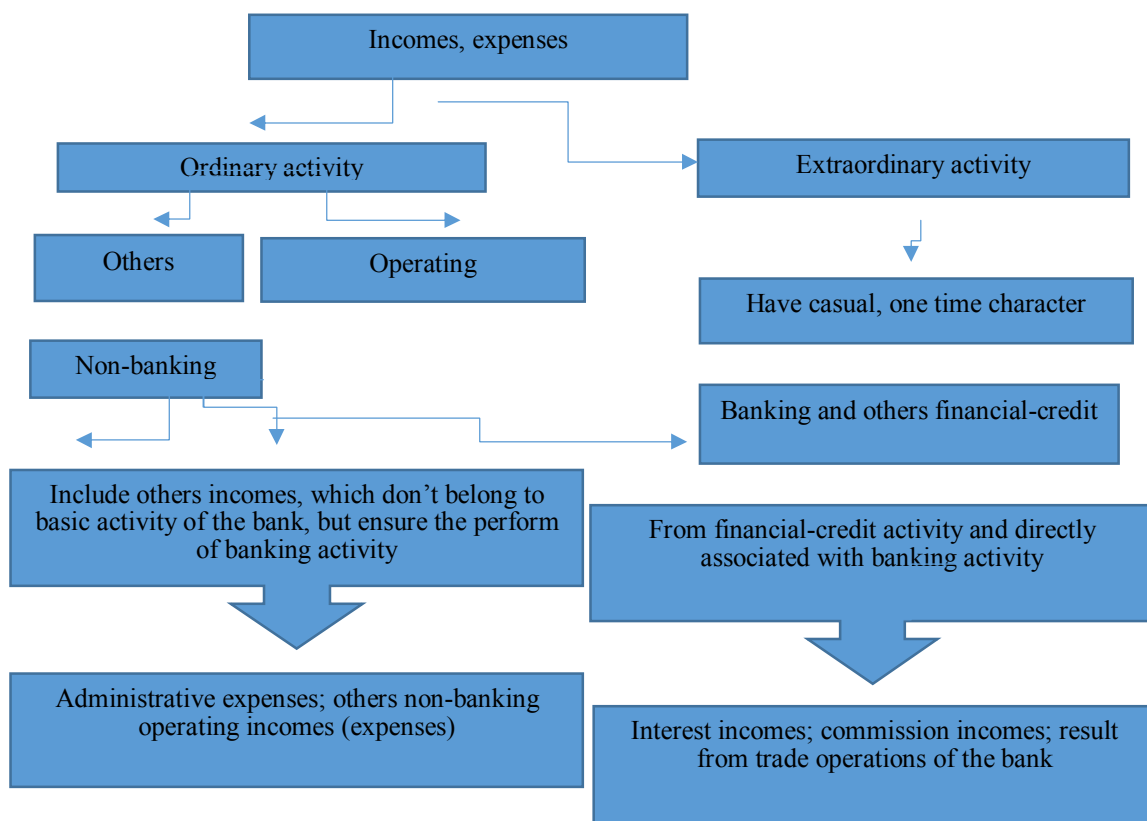 Incomes, expenses
Ordinary activity
Extraordinary activity
Others
Operating
Have casual, one time character
Non-banking
Banking and others financial-credit
Include others incomes, which don’t belong to
basic activity of the bank, but ensure the perform
of banking activity
From financial-credit activity and directly
associated with banking activity
Administrative expenses; others non-banking
operating incomes (expenses)
Interest incomes; commission incomes; result
from trade operations of the bank